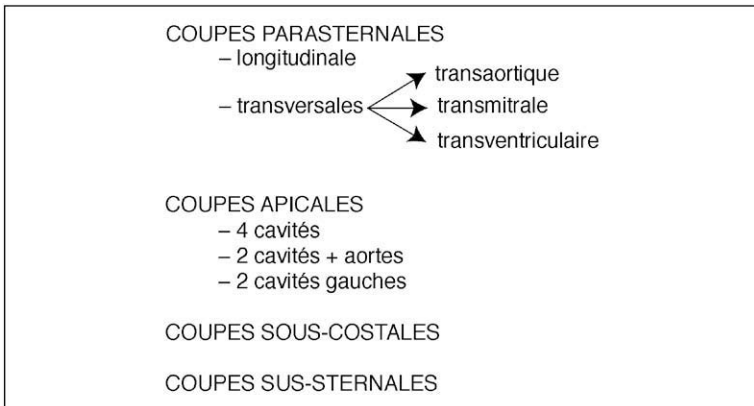 COUPES PARASTERNALES
– longitudinale
transaortique
– transversales
transmitrale
transventriculaire
COUPES APICALES
– 4 cavités
– 2 cavités + aortes
– 2 cavités gauches
COUPES SOUS-COSTALES
COUPES SUS-STERNALES